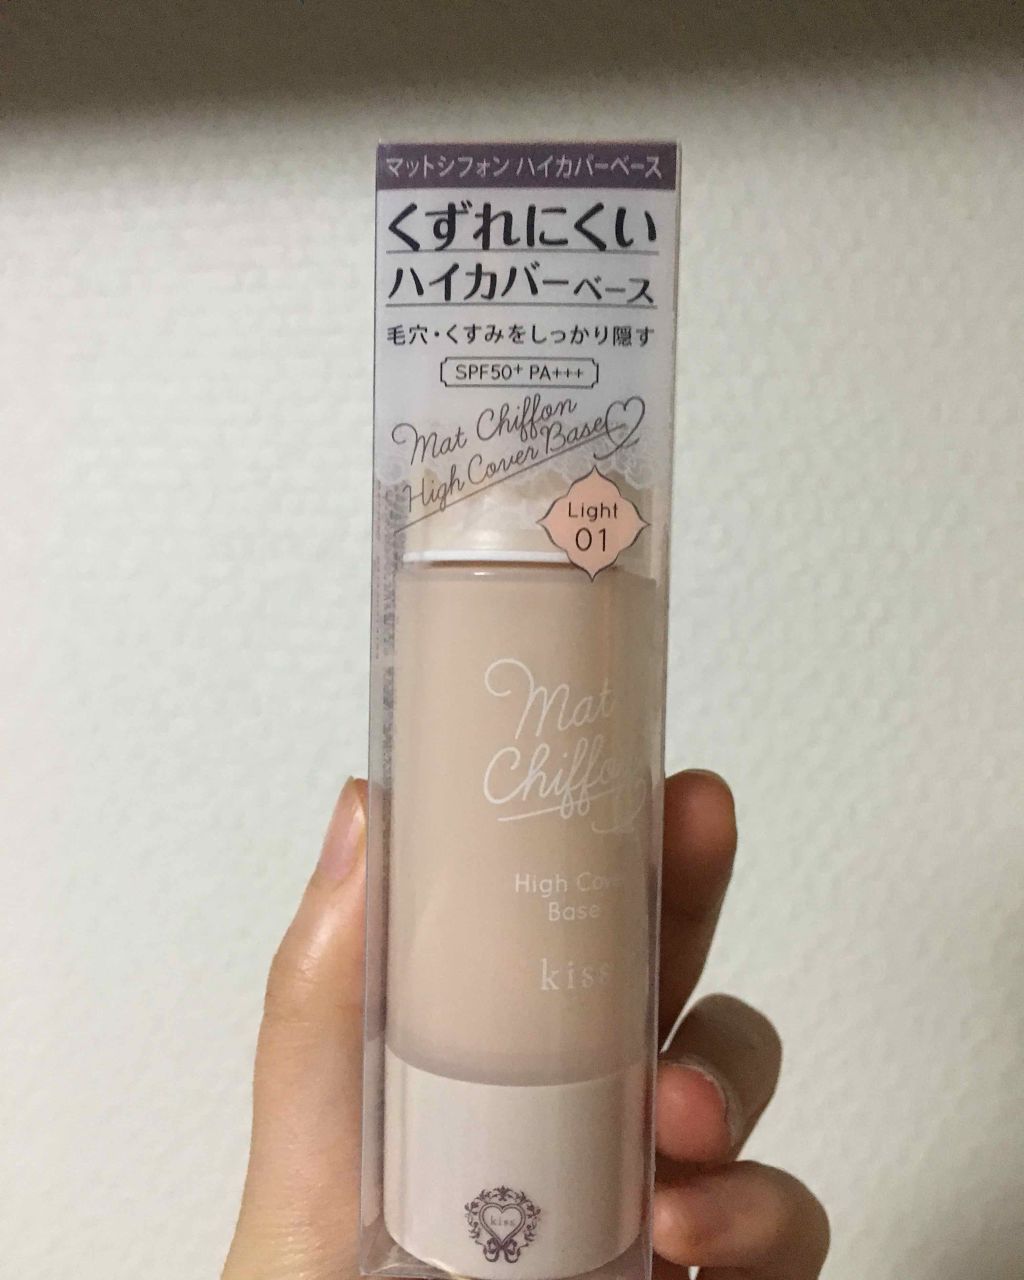 マットシフォン ハイカバーベース
くずれにくい
ハイカバーベース
毛穴・くすみをしっかり隠す
SPF50+ PA+++
Mat Chiffon
High Cover Base
Light
01
Mat
Chiffon
High Cover
Base
kiss
kiss